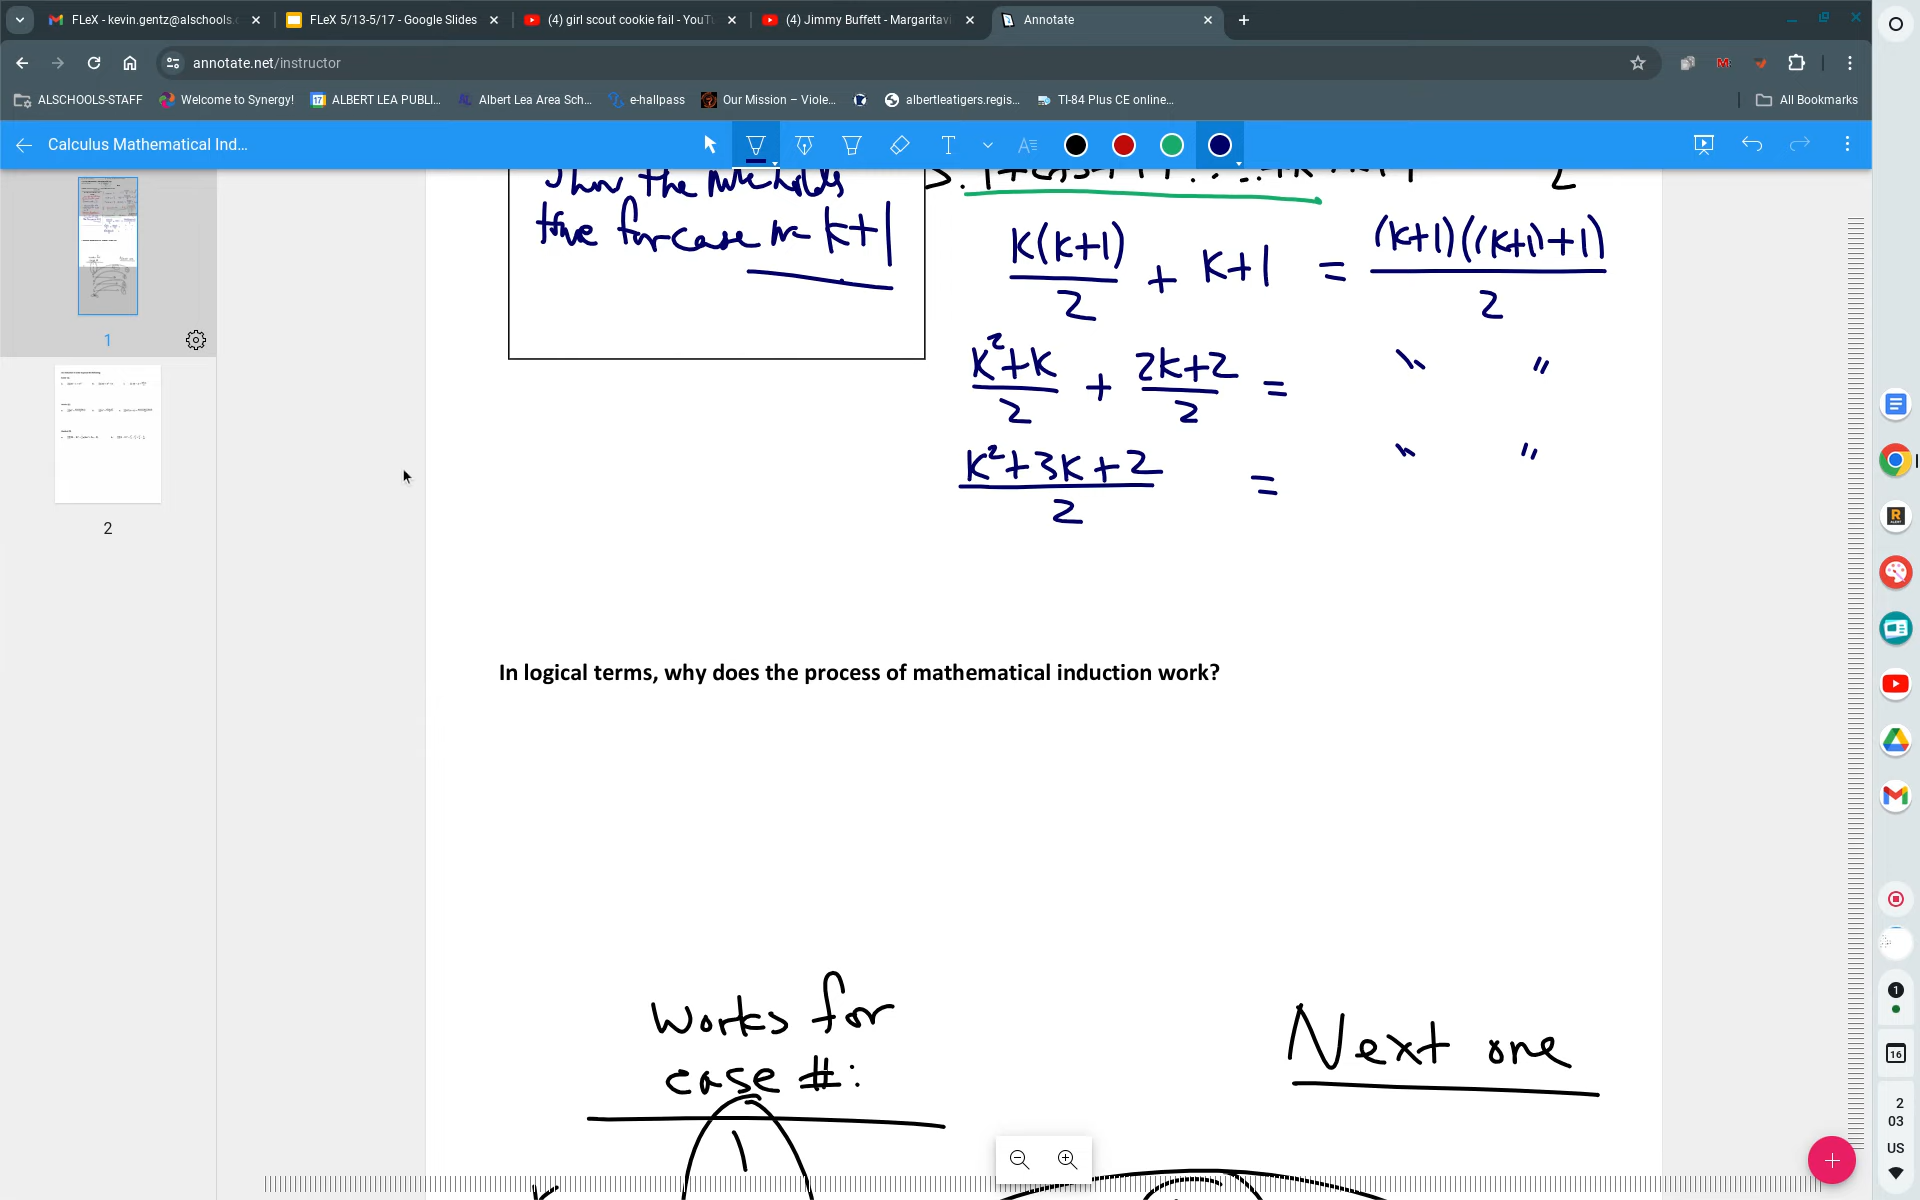 FLeX - kevin.gentz@alschools.c
FLeX 5/13-5/17 - Google Slides
(4) girl scout cookie fail - YouTu
(4) Jimmy Buffett - Margaritavi
Annotate
annotate.net/instructor
ALSCHOOLS-STAFF
Welcome to Synergy!
ALBERT LEA PUBLI...
Albert Lea Area Sch...
e-hallpass
Our Mission – Viole...
albertleatigers.regis...
TI-84 Plus CE online...
All Bookmarks
Calculus Mathematical Ind...
1
2
the
true for case n = k+1
k(k+1)/2 + k+1 = (k+1)((k+1)+1)/2
k²+k/2 + 2k+2/2 = " "
k²+3k+2/2 = " "
In logical terms, why does the process of mathematical induction work?
Works for
case #:
1
Next one
1
16
2
03
US